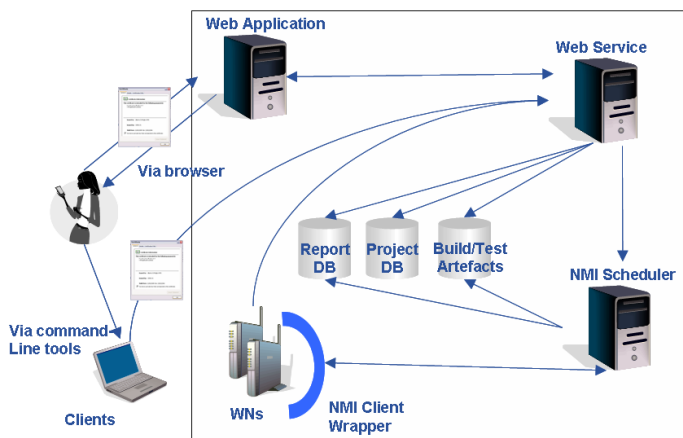 Web Application
Web Service
Via browser
Report
DB
Project
DB
Build/Test
Artefacts
NMI Scheduler
Via command
Line tools
Clients
WNs
NMI Client
Wrapper